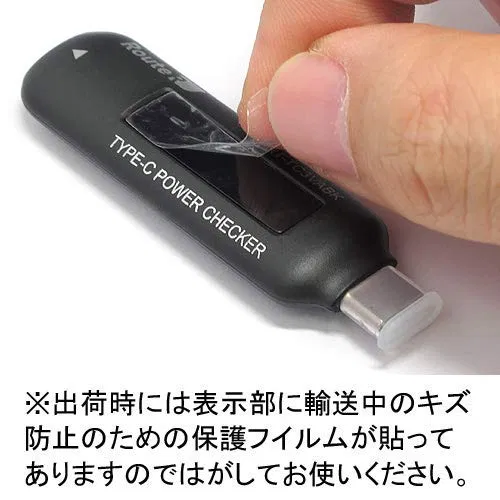 TYPE-C POWER CHECKER
※出荷時には表示部に輸送中のキズ
防止のための保護フイルムが貼って
ありますのではがしてお使いください。